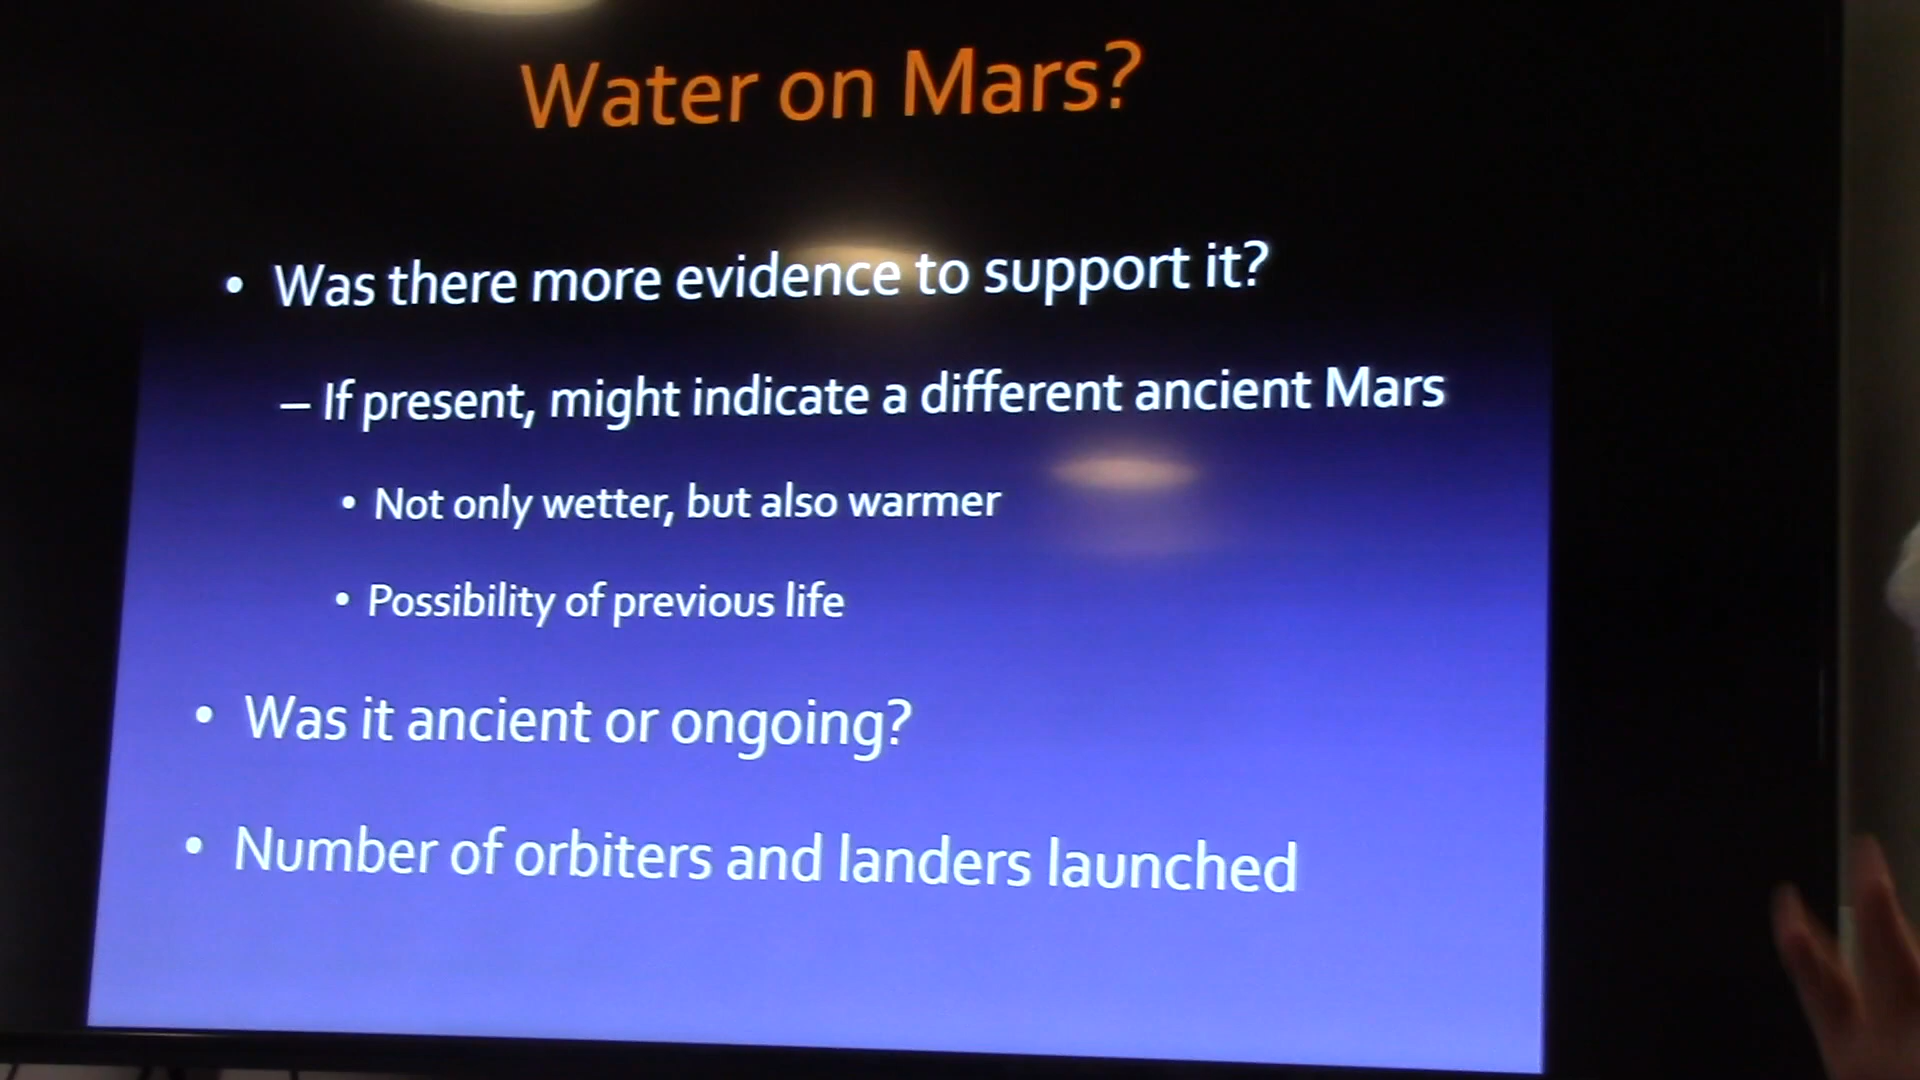 Water on Mars?
• Was there more evidence to support it?
– If present, might indicate a different ancient Mars
• Not only wetter, but also warmer
• Possibility of previous life
• Was it ancient or ongoing?
• Number of orbiters and landers launched